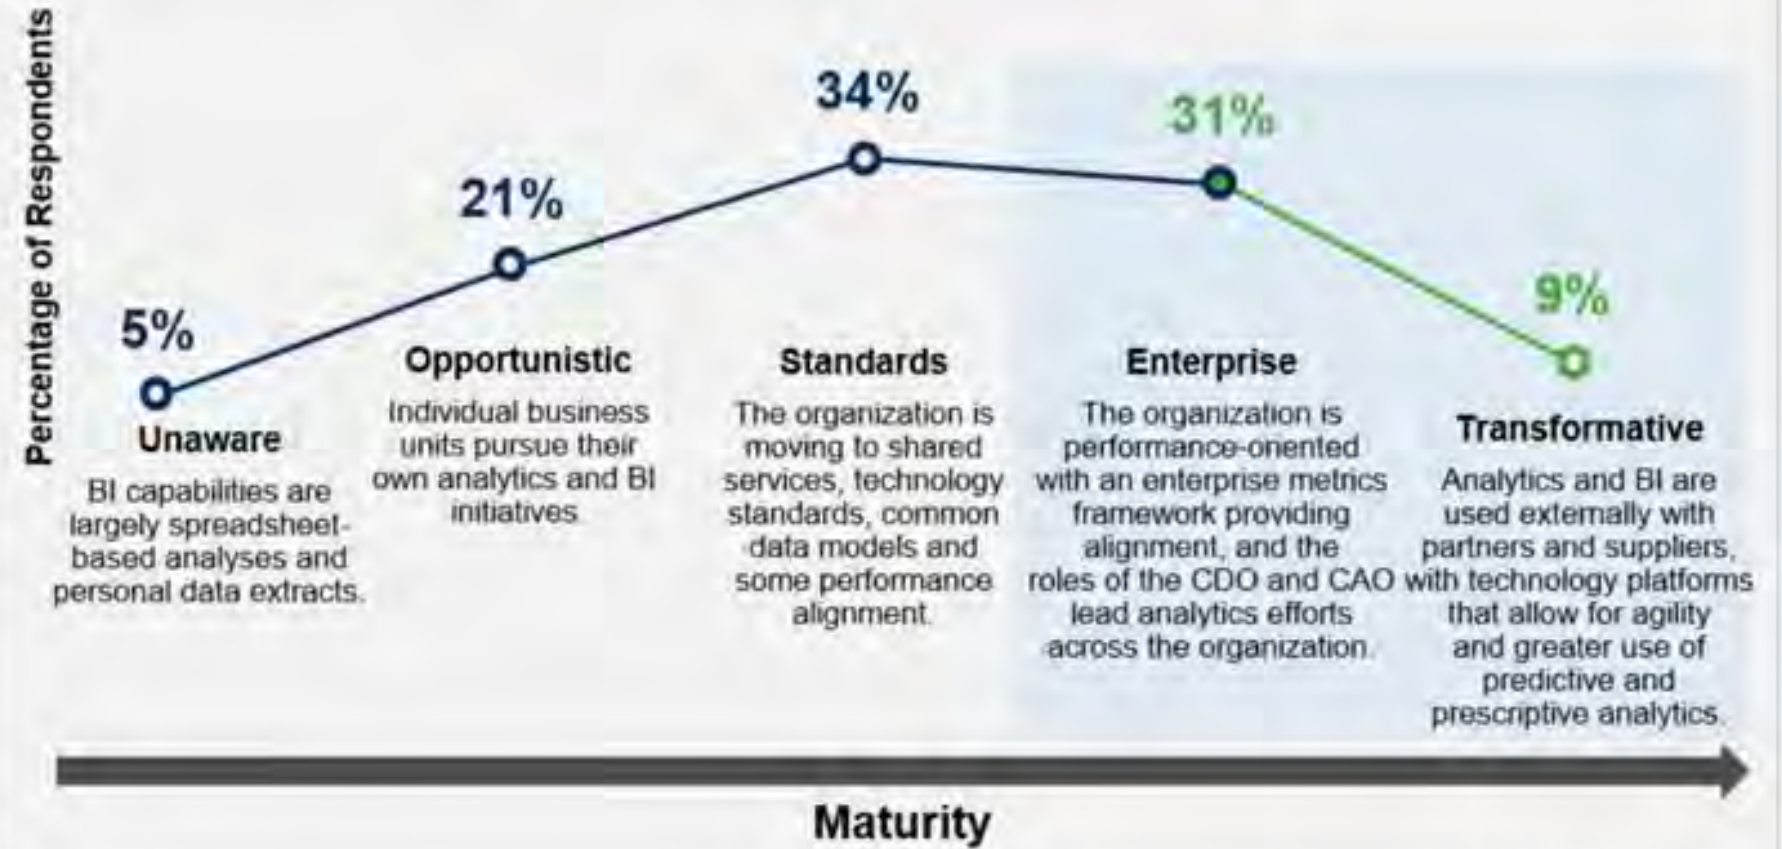 Percentage of Respondents
5%
21%
34%
31%
9%
Unaware
BI capabilities are
largely spreadsheet-
based analyses and
personal data extracts.
Opportunistic
Individual business
units pursue their
own analytics and BI
initiatives
Standards
The organization is
moving to shared
services, technology
standards, common
data models and
some performance
alignment.
Enterprise
The organization is
performance-oriented
with an enterprise metrics
framework providing
alignment, and the
roles of the CDO and CAO
lead analytics efforts
across the organization.
Transformative
Analytics and BI are
used externally with
partners and suppliers,
with technology platforms
that allow for agility
and greater use of
predictive and
prescriptive analytics.
Maturity